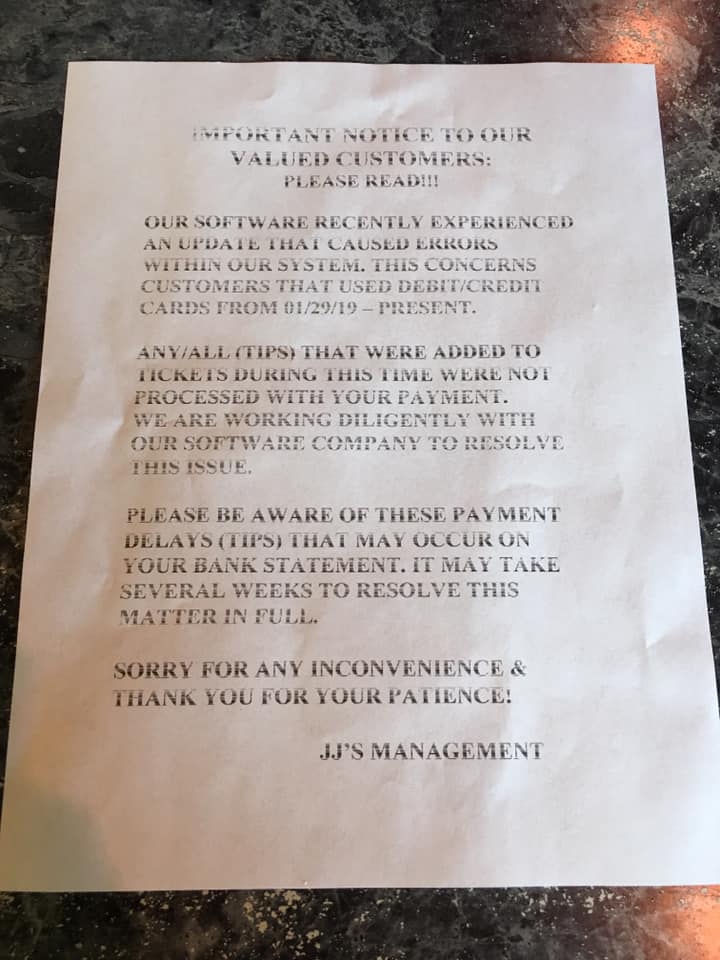 IMPORTANT NOTICE TO OUR
VALUED CUSTOMERS:
PLEASE READ!!!
OUR SOFTWARE RECENTLY EXPERIENCED
AN UPDATE THAT CAUSED ERRORS
WITHIN OUR SYSTEM. THIS CONCERNS
CUSTOMERS THAT USED DEBIT/CREDIT
CARDS FROM 01/29/19 – PRESENT.
ANY/ALL (TIPS) THAT WERE ADDED TO
TICKETS DURING THIS TIME WERE NOT
PROCESSED WITH YOUR PAYMENT.
WE ARE WORKING DILIGENTLY WITH
OUR SOFTWARE COMPANY TO RESOLVE
THIS ISSUE.
PLEASE BE AWARE OF THESE PAYMENT
DELAYS (TIPS) THAT MAY OCCUR ON
YOUR BANK STATEMENT. IT MAY TAKE
SEVERAL WEEKS TO RESOLVE THIS
MATTER IN FULL.
SORRY FOR ANY INCONVENIENCE &
THANK YOU FOR YOUR PATIENCE!
JJ'S MANAGEMENT